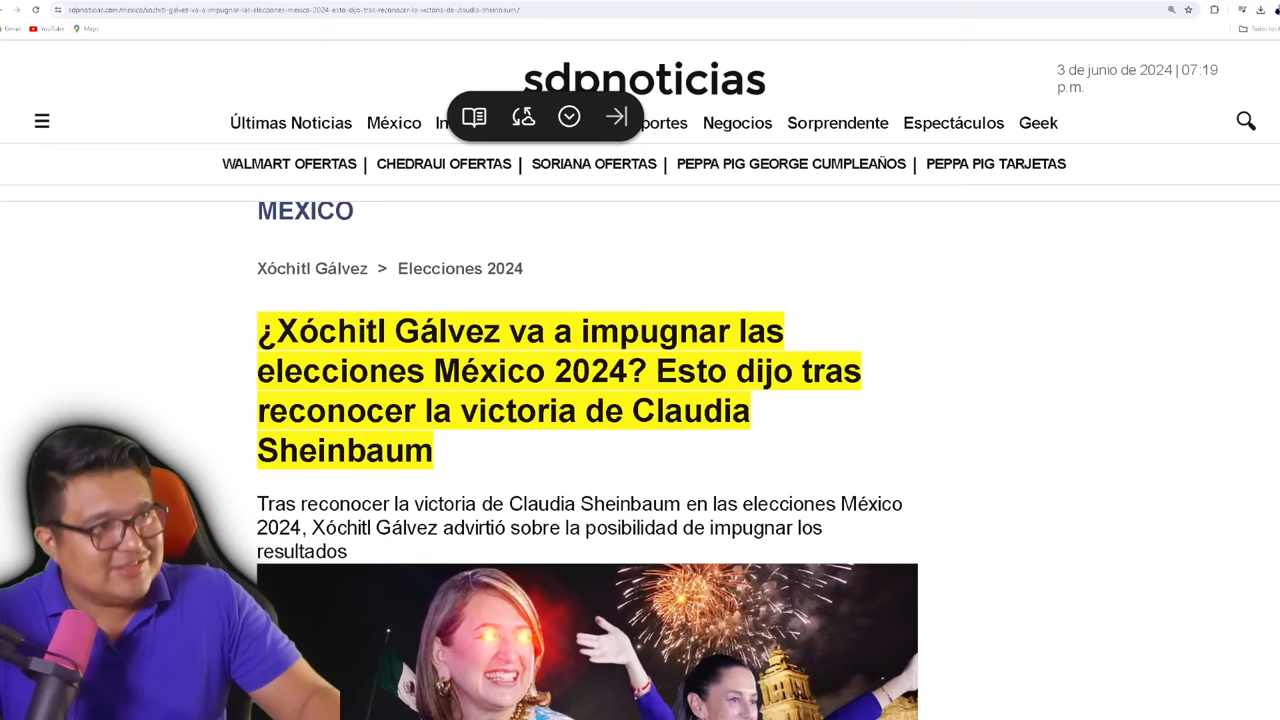 sdpnoticias.com/mexico/xochitl-galvez-va-a-impugnar-las-elecciones-mexico-2024-esto-dijo-tras-reconocer-la-victoria-de-claudia-sheinbaum/
Gmail YouTube Maps Todos los
sdpnoticias
3 de junio de 2024 | 07:19
p.m.
Últimas Noticias México Negocios Sorprendente Espectáculos Geek
WALMART OFERTAS | CHEDRAUI OFERTAS | SORIANA OFERTAS | PEPPA PIG GEORGE CUMPLEAÑOS | PEPPA PIG TARJETAS
MÉXICO
Xóchitl Gálvez > Elecciones 2024
¿Xóchitl Gálvez va a impugnar las
elecciones México 2024? Esto dijo tras
reconocer la victoria de Claudia
Sheinbaum
Tras reconocer la victoria de Claudia Sheinbaum en las elecciones México
2024, Xóchitl Gálvez advirtió sobre la posibilidad de impugnar los
resultados